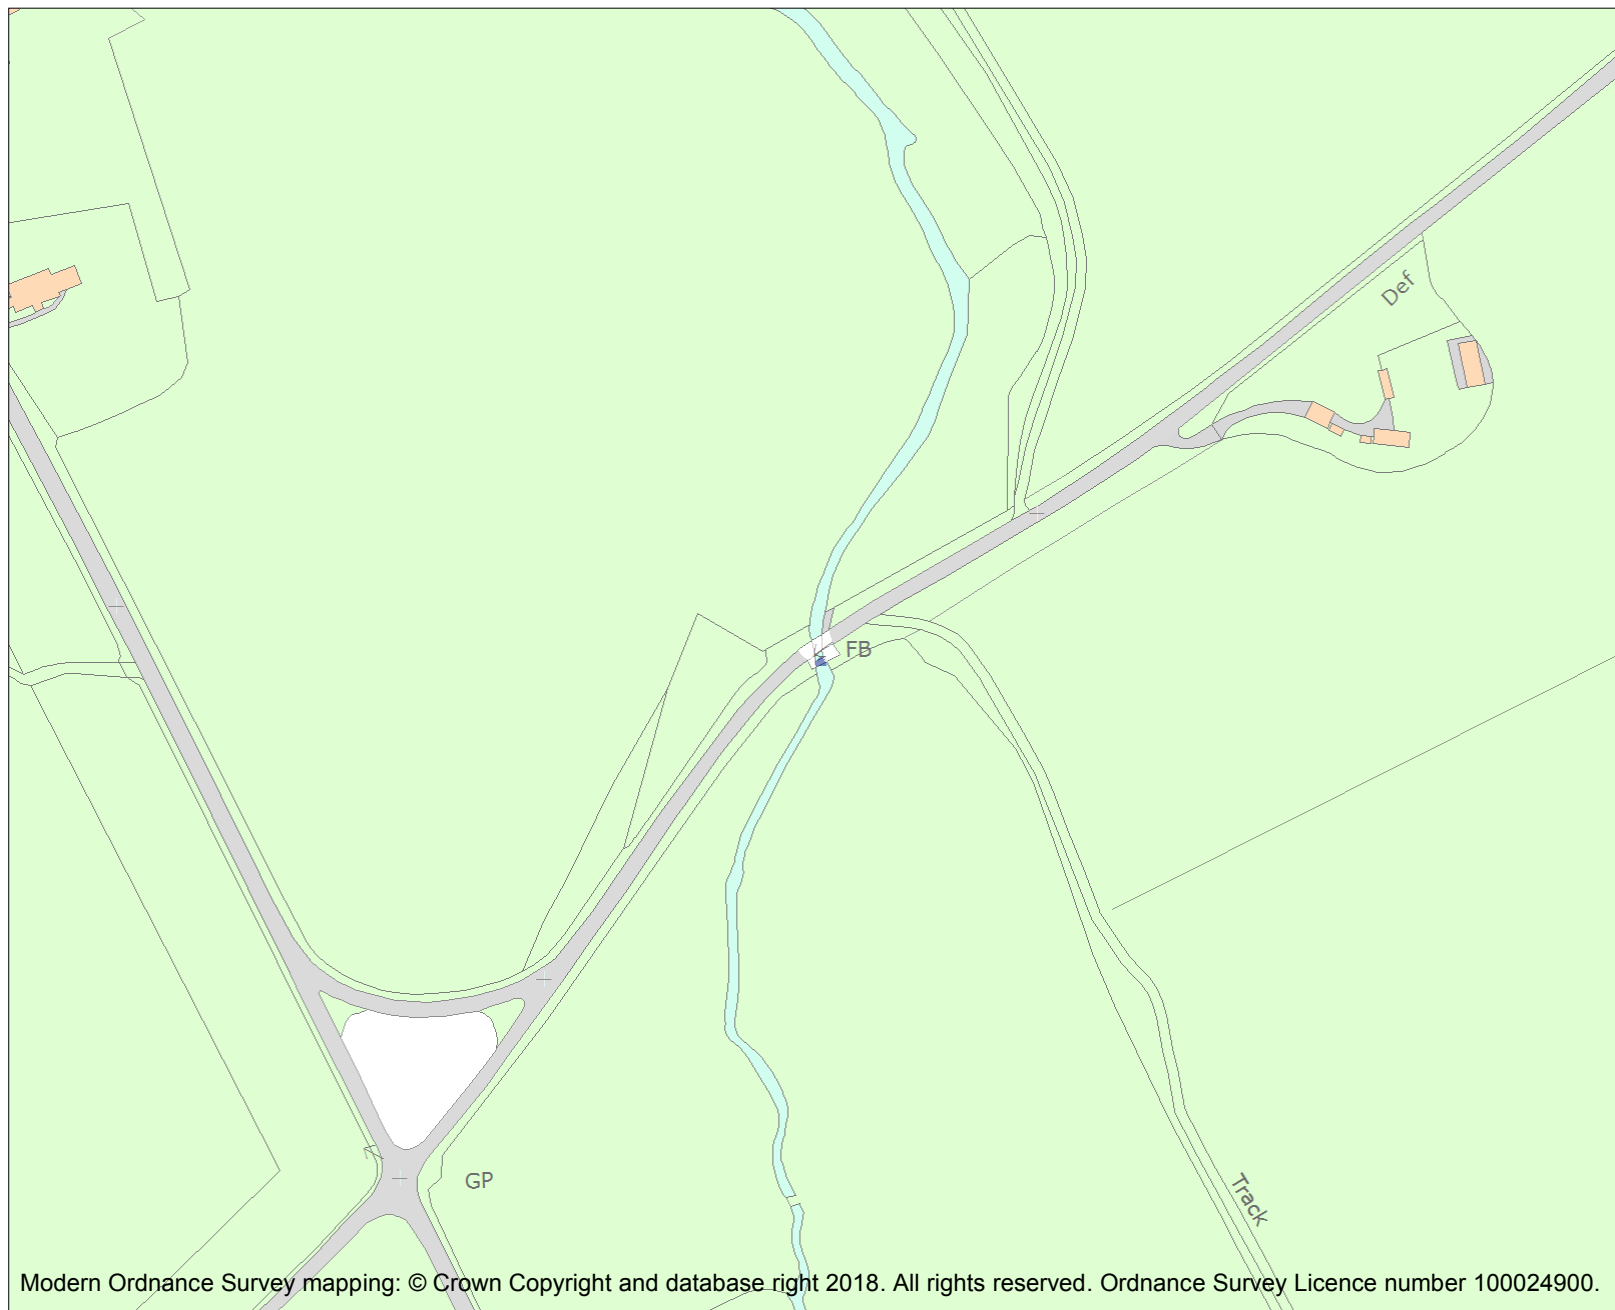 Def
FB
GP
Track
Modern Ordnance Survey mapping: © Crown Copyright and database right 2018. All rights reserved. Ordnance Survey Licence number 100024900.